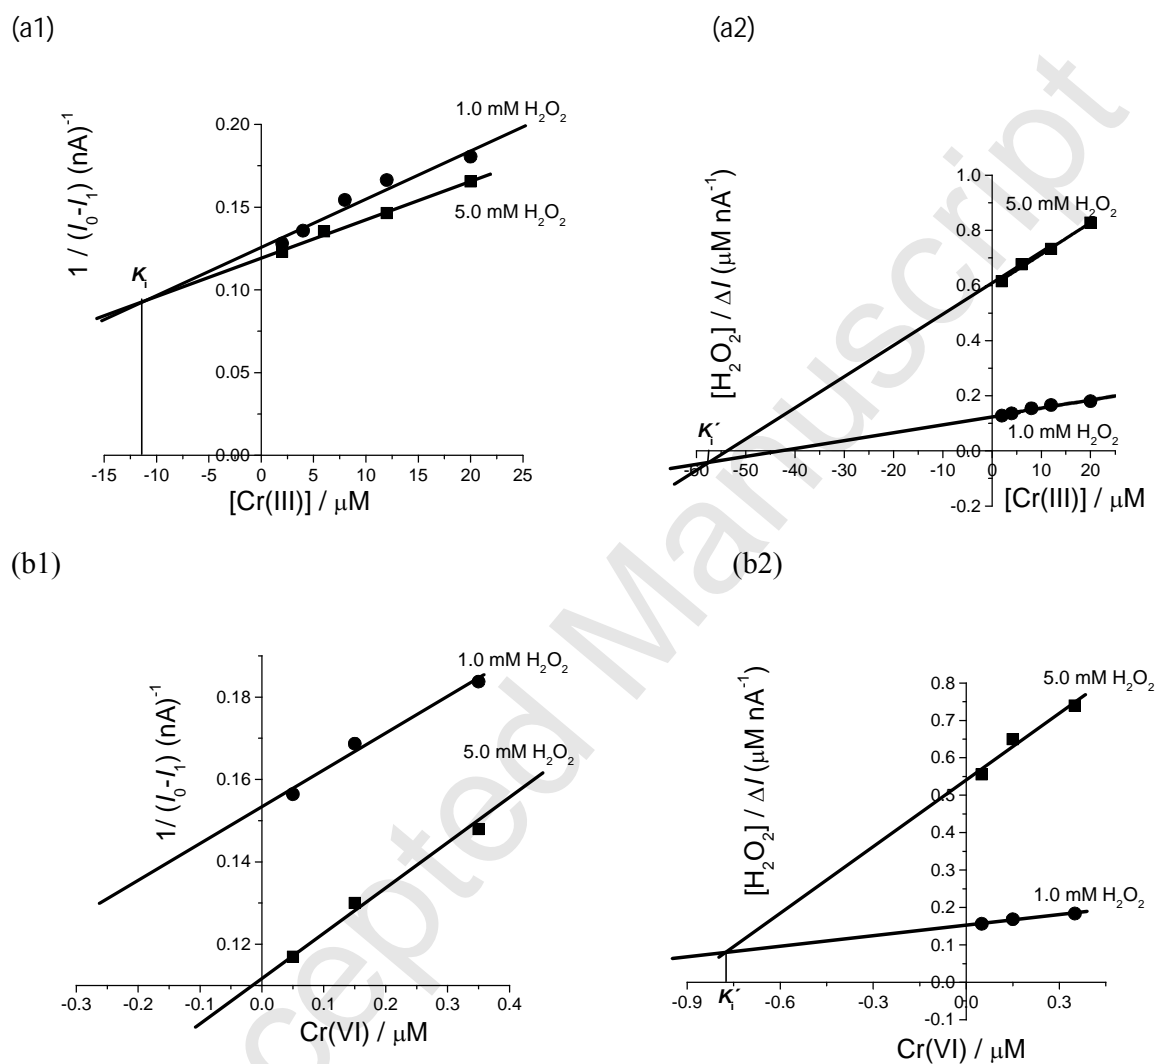 (a1)
1 / (I₀-I₁) (nA)⁻¹
0.20
0.15
0.10
0.05
0.00
1.0 mM H₂O₂
5.0 mM H₂O₂
Kᵢ
-15 -10 -5 0 5 10 15 20 25
[Cr(III)] / μM
(a2)
[H₂O₂] / ΔI (μM nA⁻¹)
1.0
0.8
0.6
0.4
0.2
0.0
-0.2
5.0 mM H₂O₂
1.0 mM H₂O₂
Kᵢ´
-60 -50 -40 -30 -20 -10 0 10 20
[Cr(III)] / μM
(b1)
1/ (I₀-I₁) (nA)⁻¹
0.18
0.16
0.14
0.12
1.0 mM H₂O₂
5.0 mM H₂O₂
-0.3 -0.2 -0.1 0.0 0.1 0.2 0.3 0.4
Cr(VI) / μM
(b2)
[H₂O₂] / ΔI (μM nA⁻¹)
0.8
0.7
0.6
0.5
0.4
0.3
0.2
0.1
0.0
-0.1
5.0 mM H₂O₂
1.0 mM H₂O₂
Kᵢ´
-0.9 -0.6 -0.3 0.0 0.3
Cr(VI) / μM
cepted Manuscript